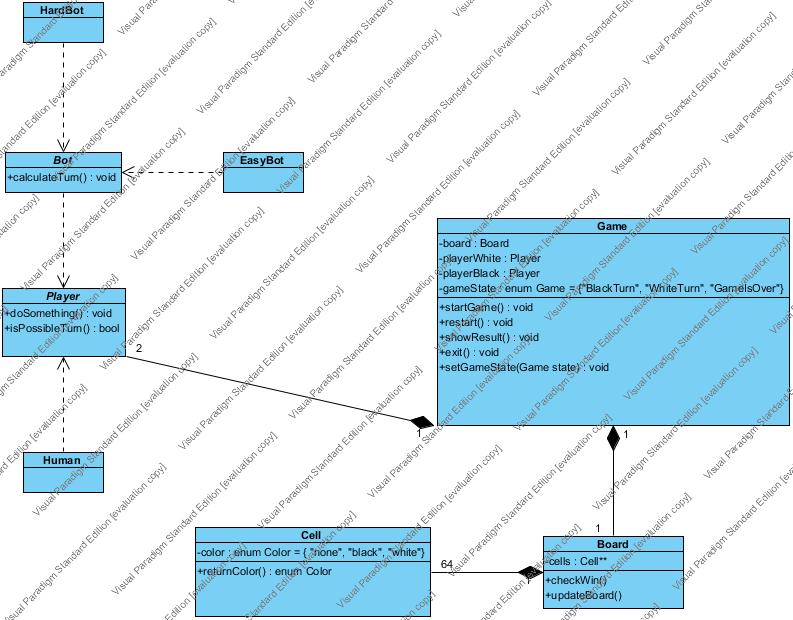 HardBot
Bot
+calculateTurn() : void
EasyBot
Game
-board : Board
-playerWhite : Player
-playerBlack : Player
-gameState : enum Game = {"BlackTurn", "WhiteTurn", "GameIsOver"}
+startGame() : void
+restart() : void
+showResult() : void
+exit() : void
+setGameState(Game state) : void
Player
+doSomething() : void
+isPossibleTurn() : bool
2
1
1
Human
Cell
-color : enum Color = { "none", "black", "white"}
+returnColor() : enum Color
64
1
Board
-cells : Cell**
+checkWin()
+updateBoard()
Visual Paradigm Standard Edition [evaluation copy]